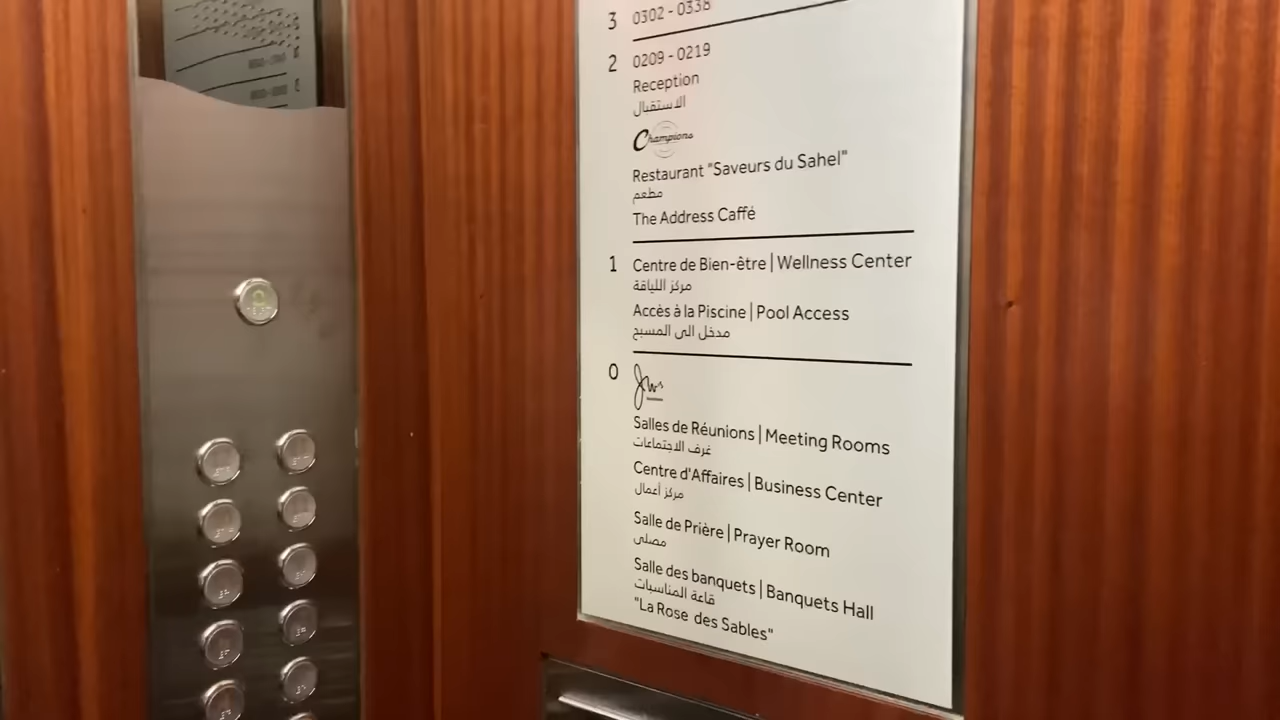 3 0302 - 0338
2 0209 - 0219
Reception
الاستقبال
Champions
Restaurant "Saveurs du Sahel"
مطعم
The Address Caffé
1 Centre de Bien-être | Wellness Center
مركز اللياقة
Accès à la Piscine | Pool Access
مدخل الى المسبح
0
Salles de Réunions | Meeting Rooms
غرف الاجتماعات
Centre d'Affaires | Business Center
مركز أعمال
Salle de Prière | Prayer Room
مصلى
Salle des banquets | Banquets Hall
قاعة المناسبات
"La Rose des Sables"